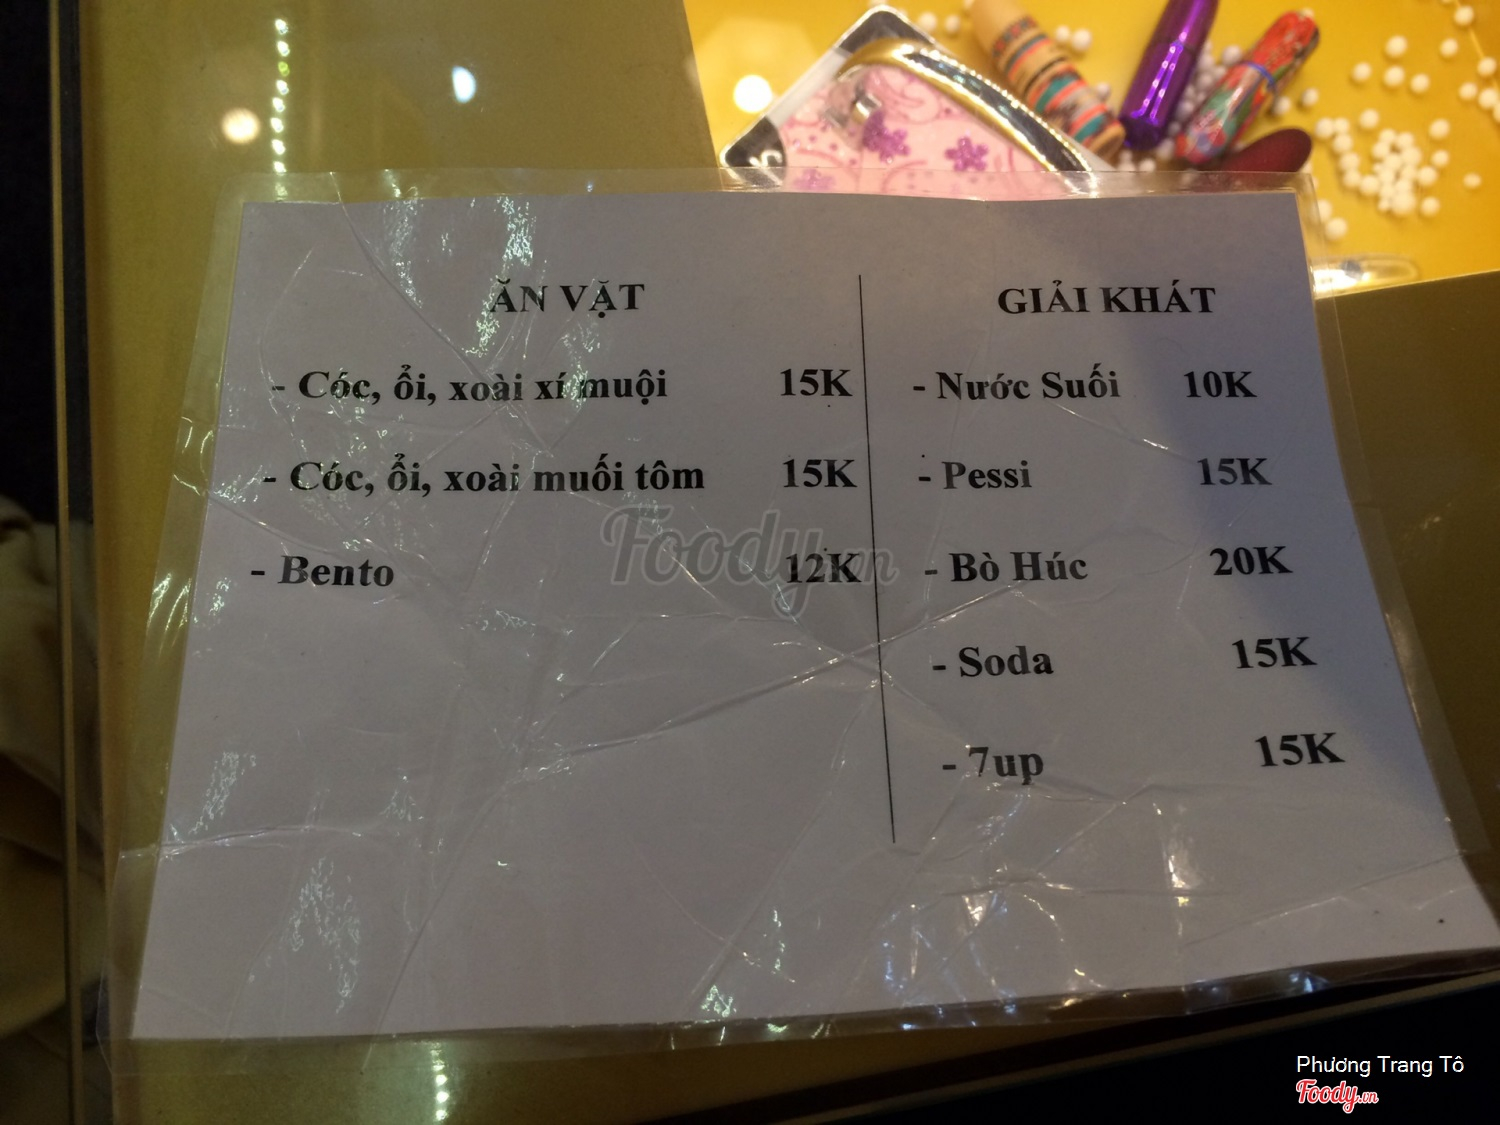 ĂN VẶT
- Cóc, ổi, xoài xí muội 15K
- Cóc, ổi, xoài muối tôm 15K
- Bento 12K
GIẢI KHÁT
- Nước Suối 10K
- Pessi 15K
- Bò Húc 20K
- Soda 15K
- 7up 15K
Foody.vn
Phương Trang Tô
Foody.vn